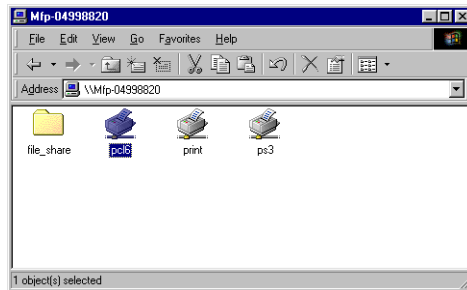 Mfp-04998820
File Edit View Go Favorites Help
Address \\Mfp-04998820
file_share pcl6 print ps3
1 object(s) selected